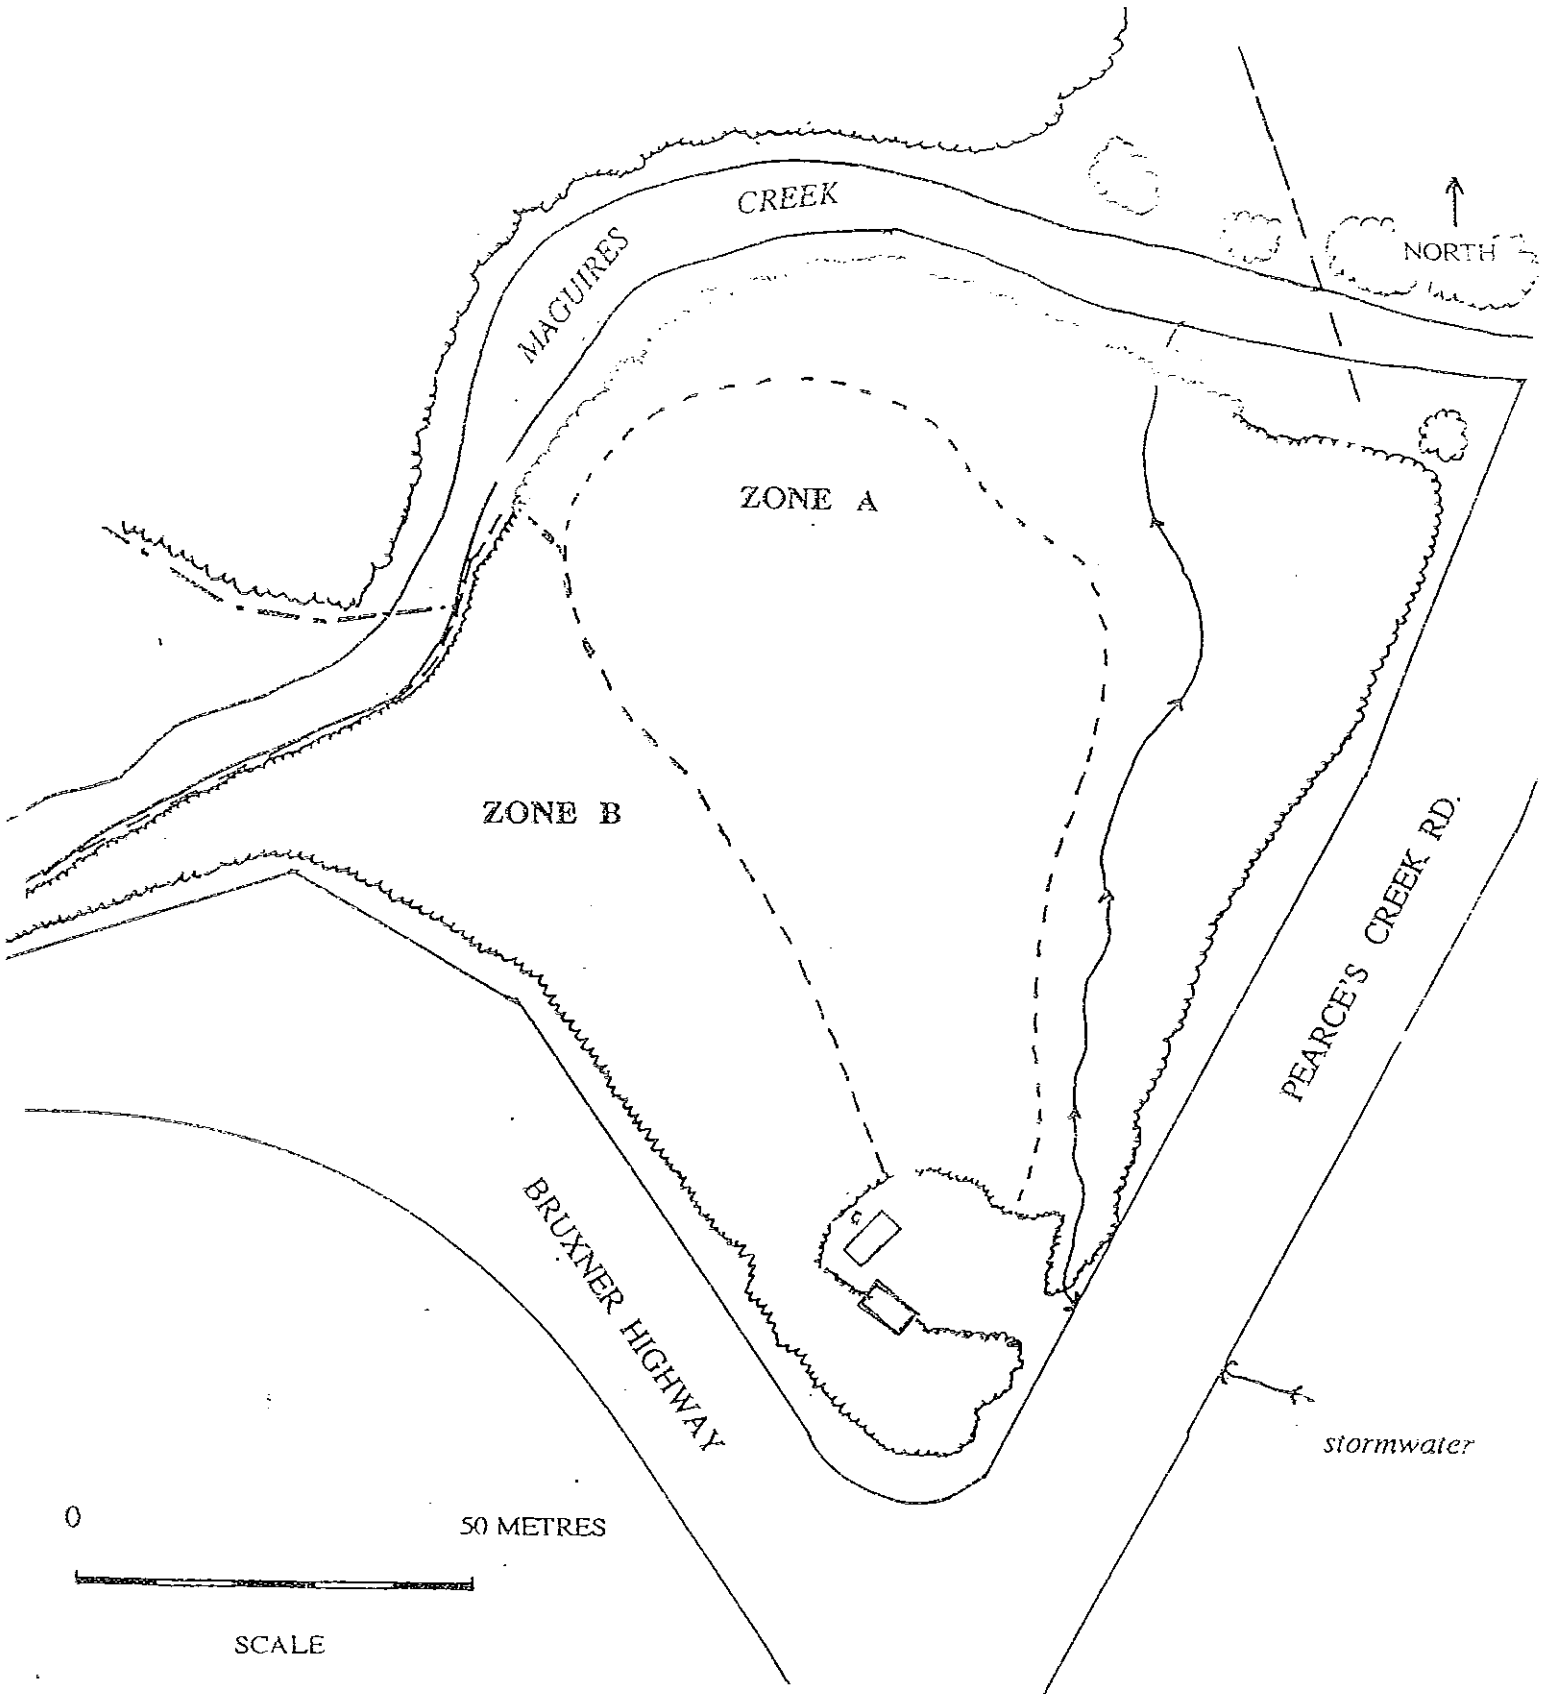 CREEK
MAGUIRES
NORTH
ZONE A
ZONE B
PEARCE'S CREEK RD.
BRUXNER HIGHWAY
stormwater
0
50 METRES
SCALE